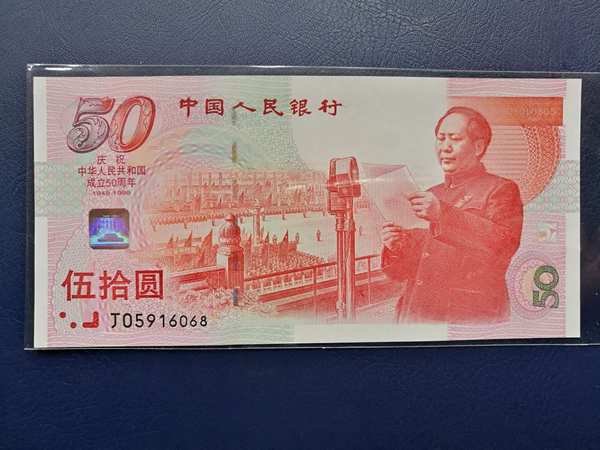 50
中国人民银行
庆祝
中华人民共和国
成立50周年
1949-1999
伍拾圆
J05916068
50